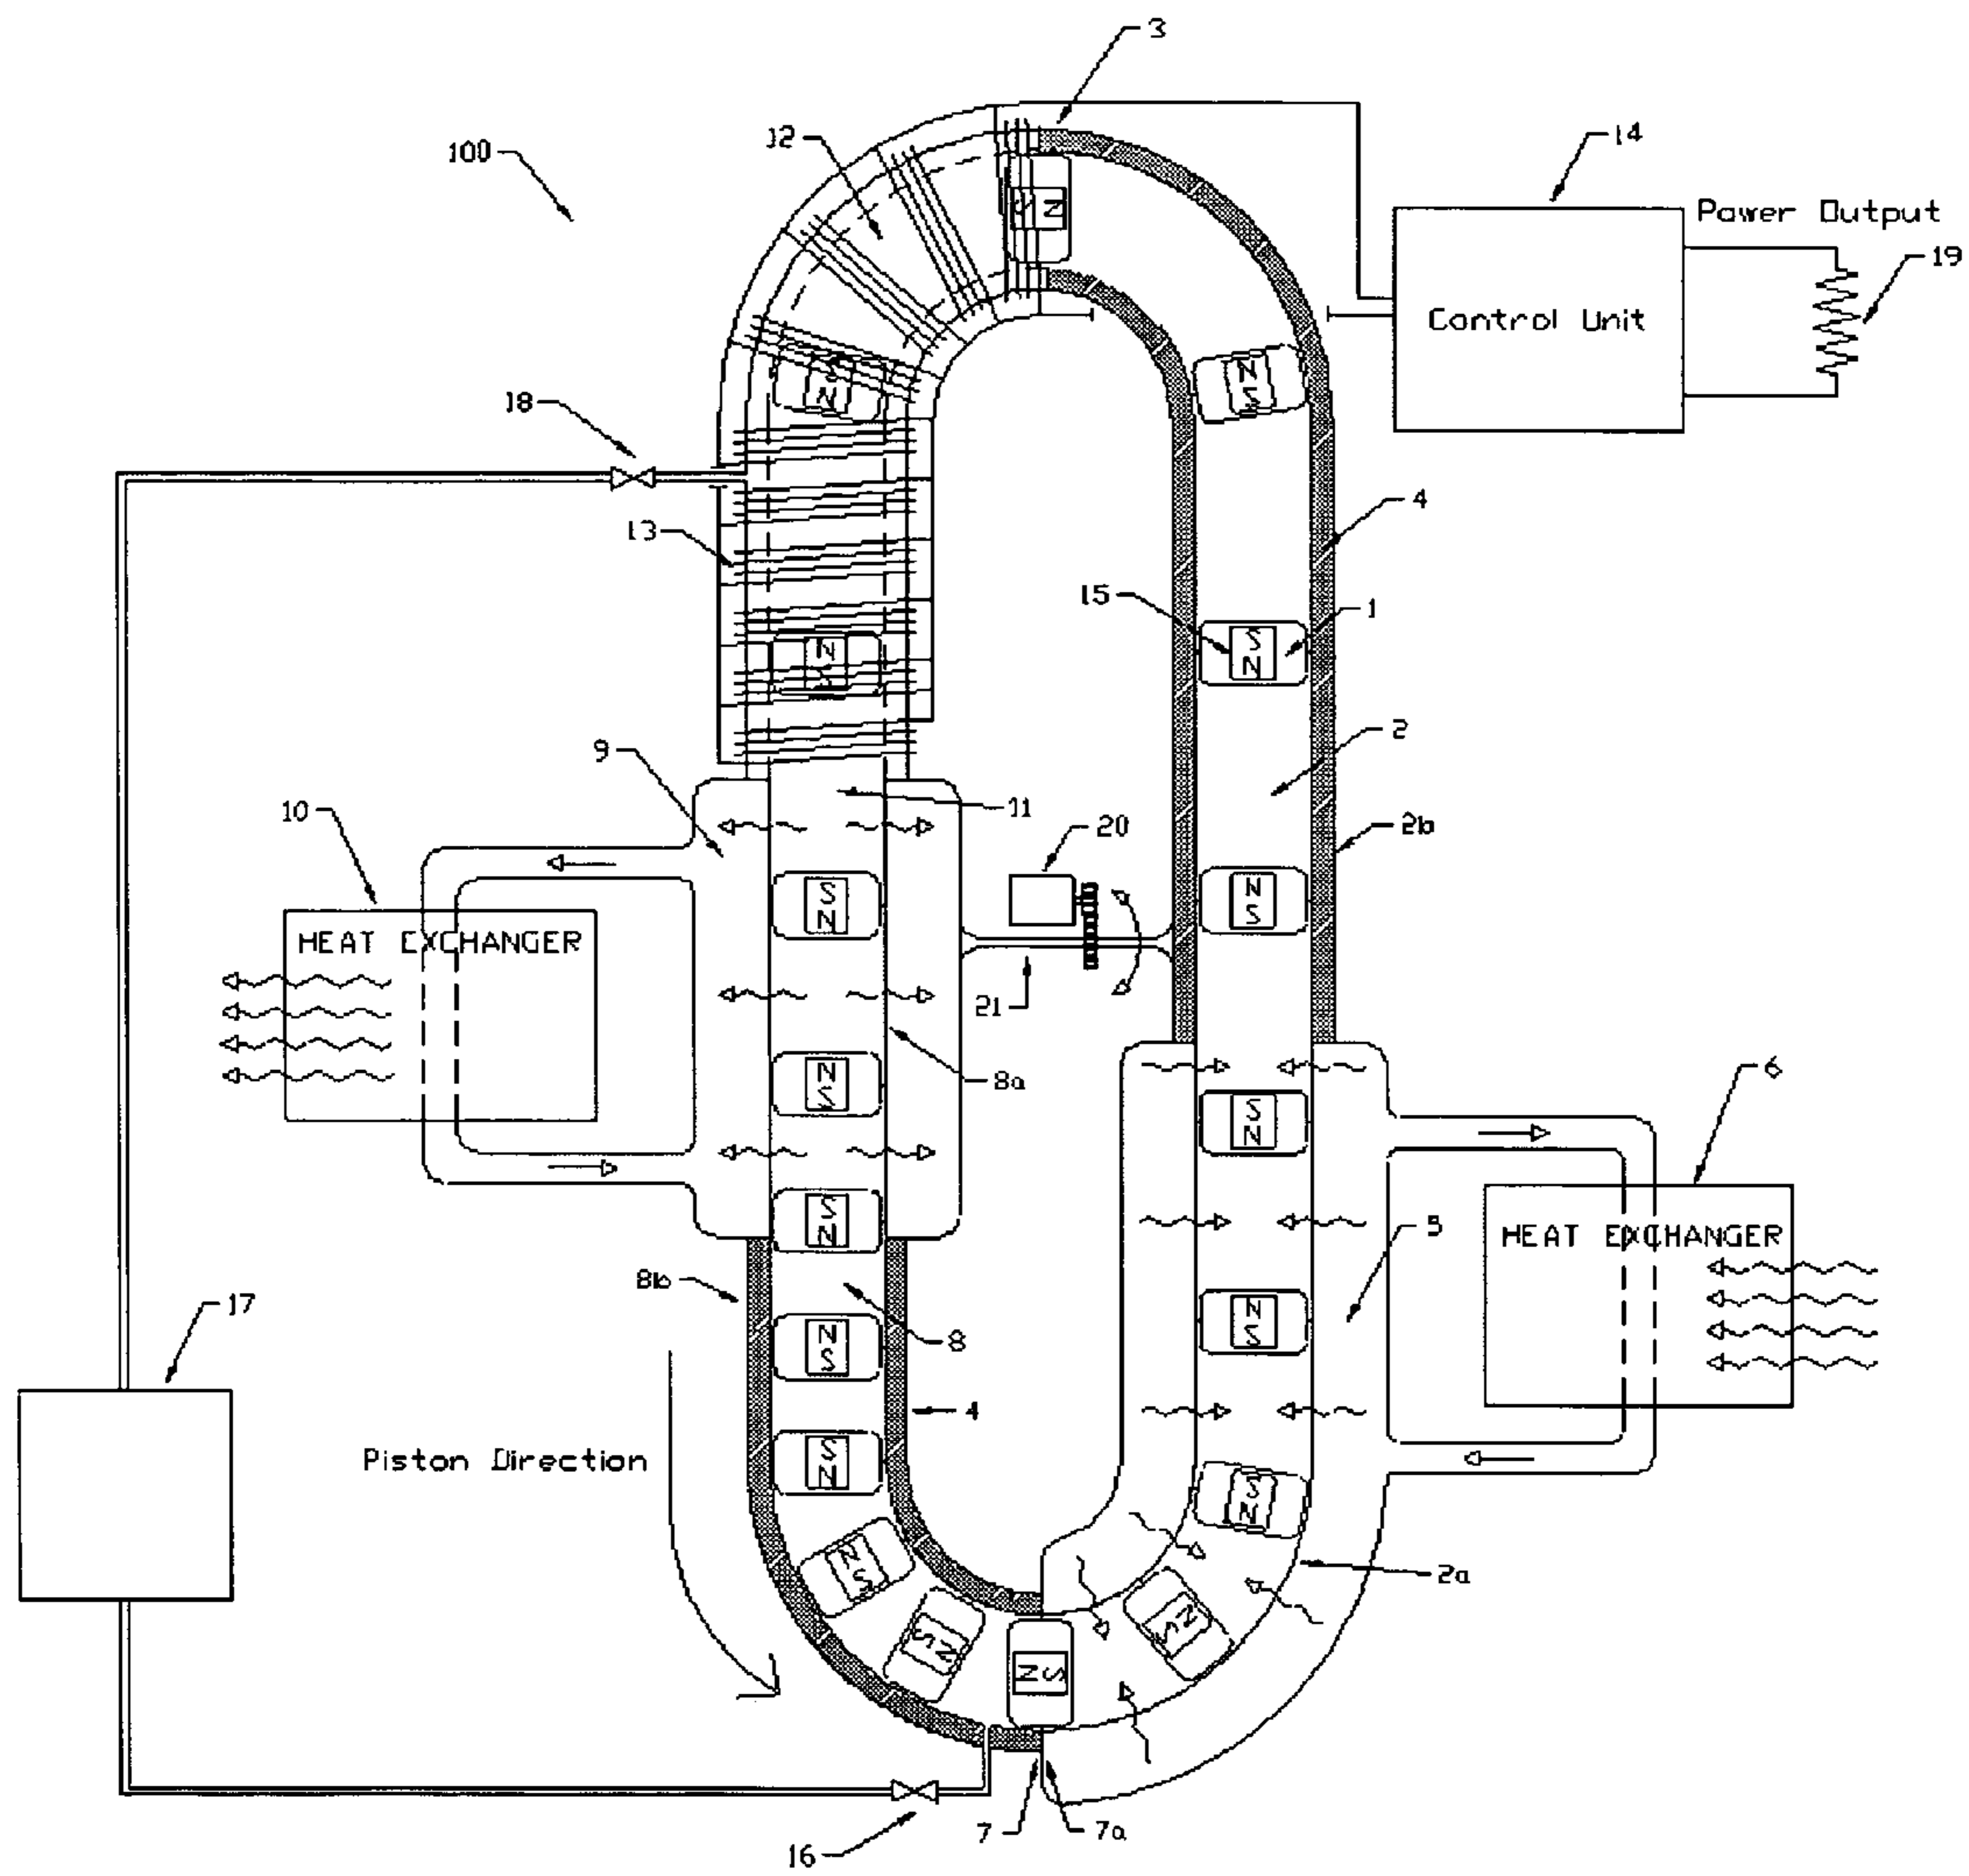 3
100
12
14
Power Output
19
S N
Control Unit
S
N
N
S
18
4
13
15
1
S
N
N
2
9
10
11
20
2b
S
N
N
S
HEAT EXCHANGER
21
8a
6
N
S
S
N
S
N
5
HEAT EXCHANGER
8b
17
N
S
8
N
S
4
Piston Direction
S
N
S
N
2a
N
S
S
N
N
S
N S
7
7a
16